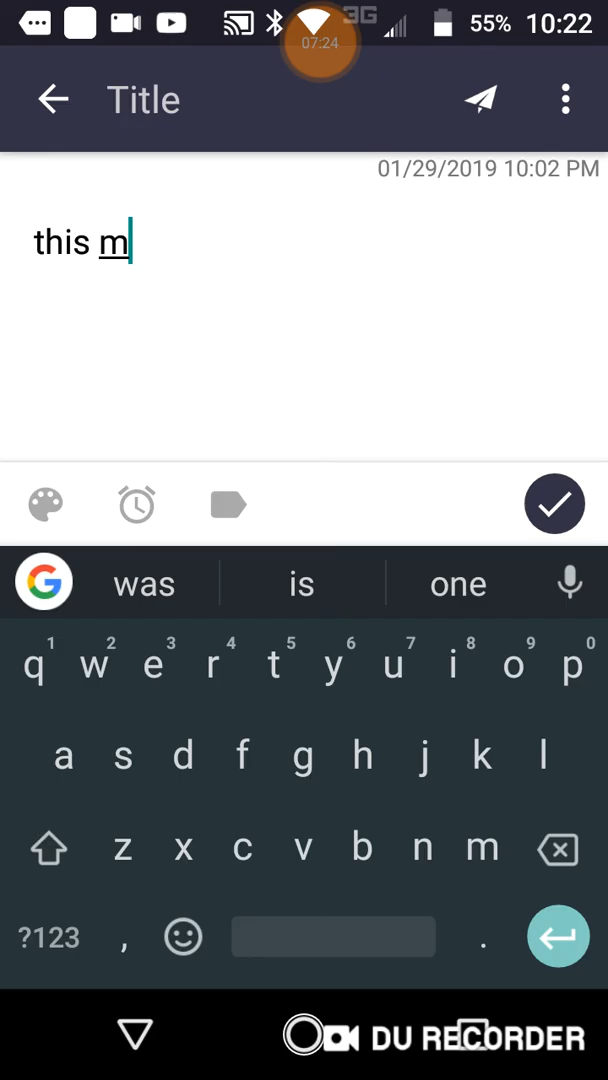 3G 55% 10:22
07:24
Title
01/29/2019 10:02 PM
this m
G was is one
1 2 3 4 5 6 7 8 9 0
q w e r t y u i o p
a s d f g h j k l
z x c v b n m
?123 , .
DU RECORDER